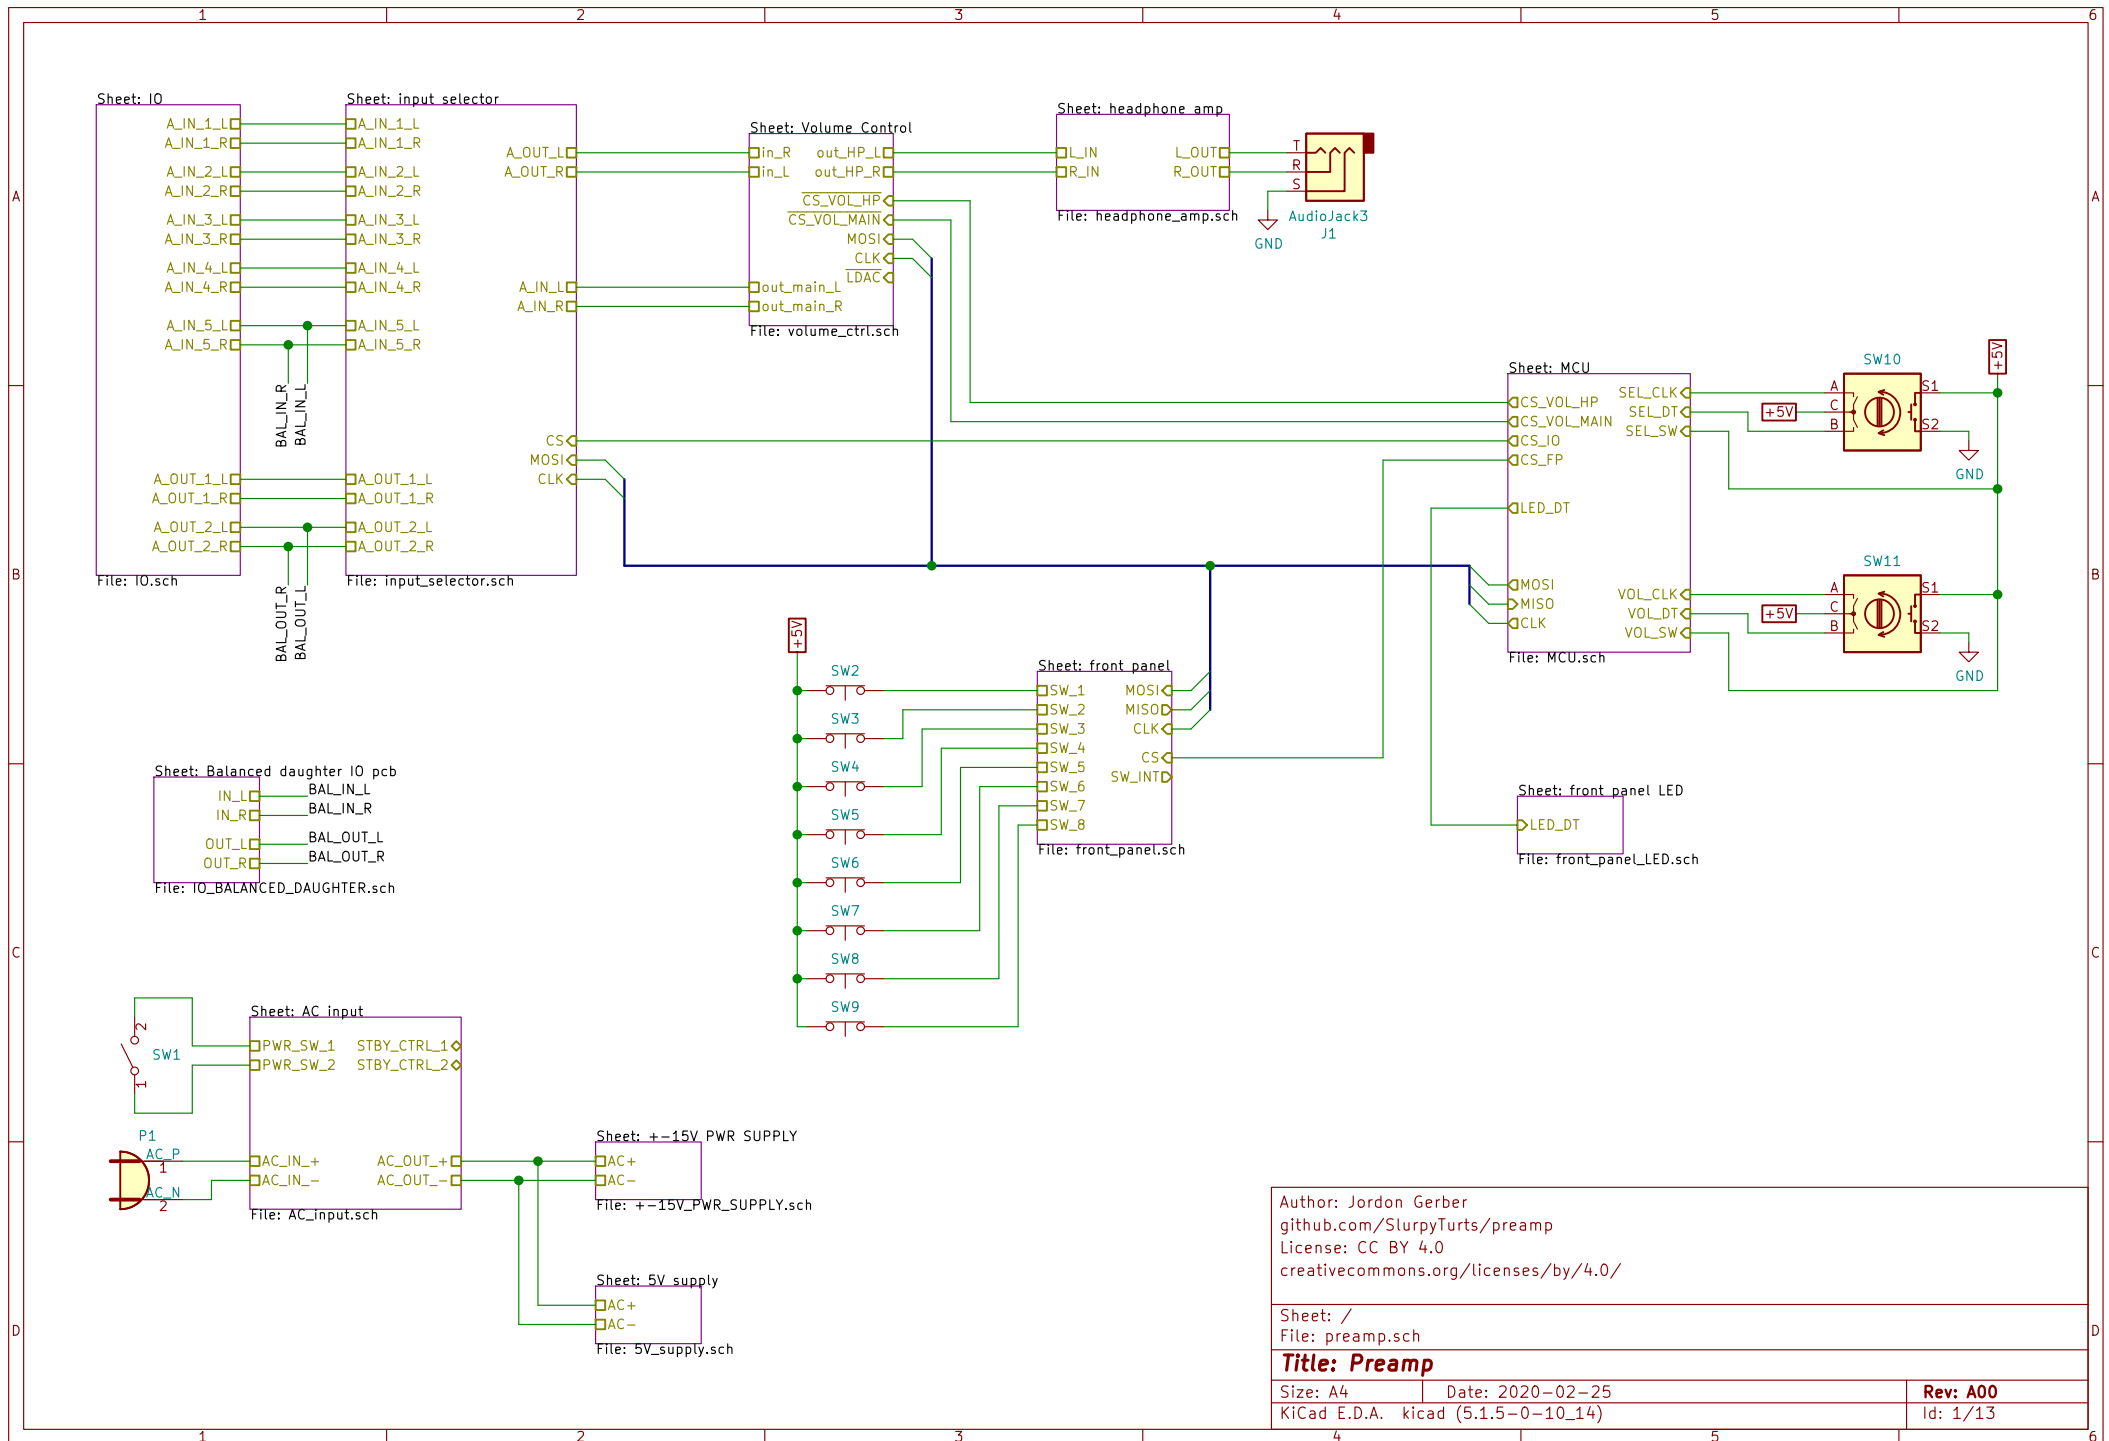 1 2 3 4 5 6
A
B
C
D
Sheet: IO
A_IN_1_L
A_IN_1_R
A_IN_2_L
A_IN_2_R
A_IN_3_L
A_IN_3_R
A_IN_4_L
A_IN_4_R
A_IN_5_L
A_IN_5_R
A_OUT_1_L
A_OUT_1_R
A_OUT_2_L
A_OUT_2_R
File: IO.sch
BAL_IN_R
BAL_IN_L
BAL_OUT_R
BAL_OUT_L
Sheet: input selector
A_IN_1_L
A_IN_1_R
A_IN_2_L
A_IN_2_R
A_IN_3_L
A_IN_3_R
A_IN_4_L
A_IN_4_R
A_IN_5_L
A_IN_5_R
A_OUT_1_L
A_OUT_1_R
A_OUT_2_L
A_OUT_2_R
A_OUT_L
A_OUT_R
A_IN_L
A_IN_R
CS
MOSI
CLK
File: input_selector.sch
Sheet: Volume Control
in_R
in_L
out_HP_L
out_HP_R
CS_VOL_HP
CS_VOL_MAIN
MOSI
CLK
LDAC
out_main_L
out_main_R
File: volume_ctrl.sch
Sheet: headphone amp
L_IN
R_IN
L_OUT
R_OUT
File: headphone_amp.sch
T
R
S
AudioJack3
J1
GND
Sheet: MCU
CS_VOL_HP
CS_VOL_MAIN
CS_IO
CS_FP
LED_DT
MOSI
MISO
CLK
SEL_CLK
SEL_DT
SEL_SW
VOL_CLK
VOL_DT
VOL_SW
File: MCU.sch
SW10
A
C
B
S1
S2
+5V
+5V
GND
SW11
A
C
B
S1
S2
+5V
GND
+5V
SW2
SW3
SW4
SW5
SW6
SW7
SW8
SW9
Sheet: front panel
SW_1
SW_2
SW_3
SW_4
SW_5
SW_6
SW_7
SW_8
MOSI
MISO
CLK
CS
SW_INT
File: front_panel.sch
Sheet: front panel LED
LED_DT
File: front_panel_LED.sch
Sheet: Balanced daughter IO pcb
IN_L
IN_R
OUT_L
OUT_R
BAL_IN_L
BAL_IN_R
BAL_OUT_L
BAL_OUT_R
File: IO_BALANCED_DAUGHTER.sch
2
SW1
1
Sheet: AC input
PWR_SW_1
PWR_SW_2
STBY_CTRL_1
STBY_CTRL_2
AC_IN_+
AC_IN_-
AC_OUT_+
AC_OUT_-
File: AC_input.sch
P1
AC_P
1
AC_N
2
Sheet: +-15V PWR SUPPLY
AC+
AC-
File: +-15V_PWR_SUPPLY.sch
Sheet: 5V supply
AC+
AC-
File: 5V_supply.sch
Author: Jordon Gerber
github.com/SlurpyTurts/preamp
License: CC BY 4.0
creativecommons.org/licenses/by/4.0/
Sheet: /
File: preamp.sch
Title: Preamp
Size: A4 Date: 2020-02-25 Rev: A00
KiCad E.D.A. kicad (5.1.5-0-10_14) Id: 1/13
A
B
C
D
1 2 3 4 5 6